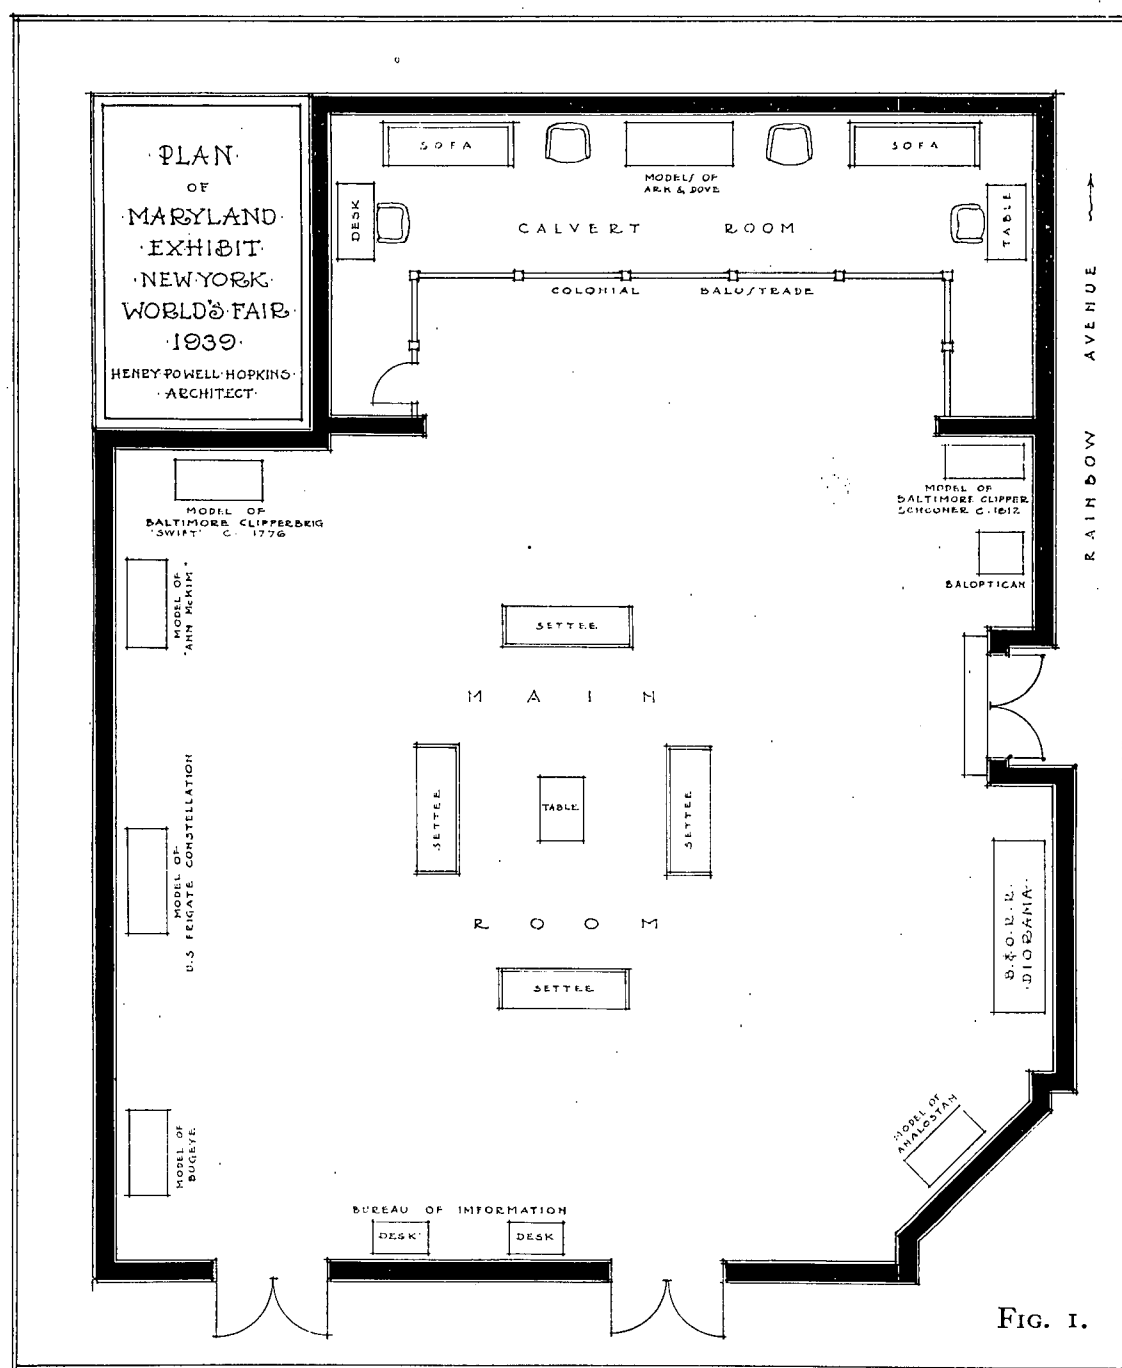 ·PLAN·
OF
·MARYLAND·
·EXHIBIT·
·NEW·YORK·
WORLD'S·FAIR·
·1939·
HENRY·POWELL·HOPKINS·
·ARCHITECT·
SOFA
MODELS OF
ARK & DOVE
SOFA
DESK
TABLE
CALVERT ROOM
COLONIAL BALUSTRADE
RAINBOW AVENUE
MODEL OF
BALTIMORE CLIPPERBRIG
"SWIFT" C. 1776
MODEL OF
BALTIMORE CLIPPER
SCHOONER C. 1812
MODEL OF
"ANN McKIM"
BALOPTICAN
SETTEE
MAIN
SETTEE
TABLE
SETTEE
ROOM
SETTEE
MODEL OF
U.S FRIGATE CONSTELLATION
B.&O.R.R.
·DIORAMA·
MODEL OF
BUGEYE
MODEL OF
ANALOSTAN
BUREAU OF INFORMATION
DESK
DESK
FIG. I.